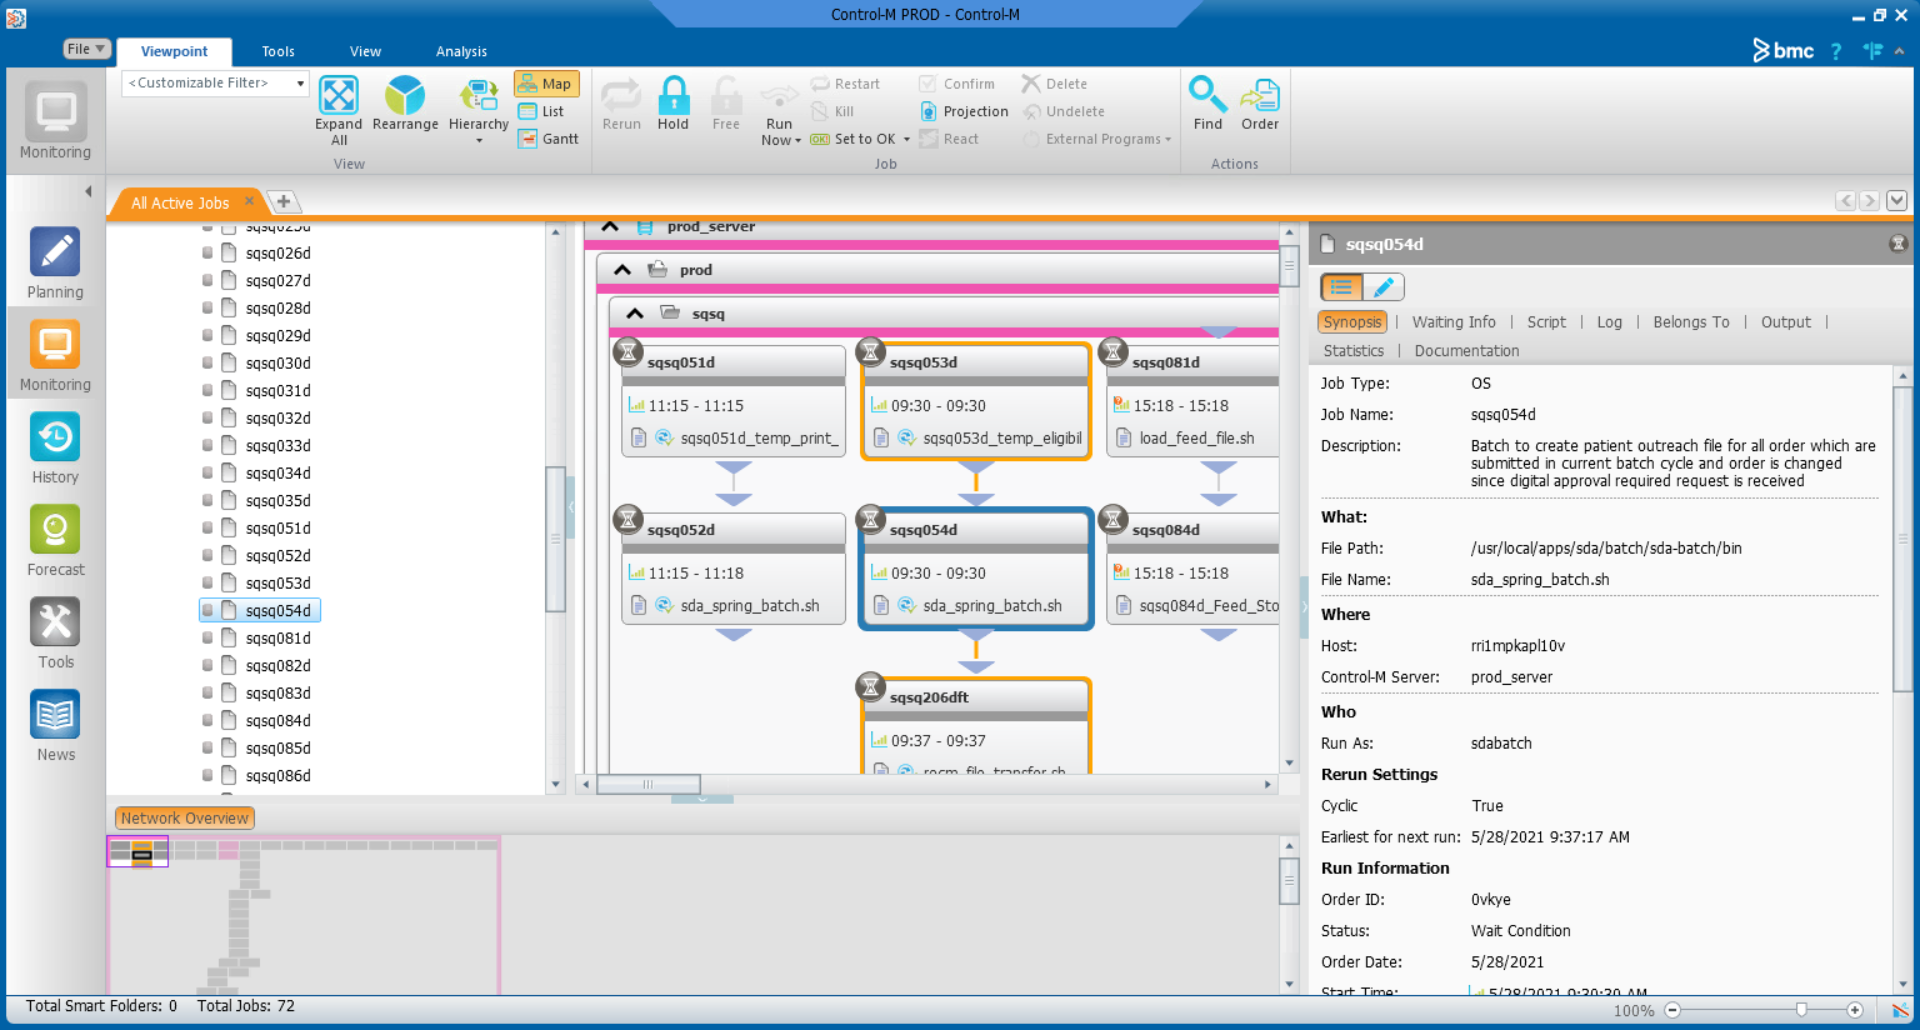 Control-M PROD - Control-M
File
Viewpoint
Tools
View
Analysis
bmc
?
Monitoring
<Customizable Filter>
Expand All
Rearrange
Hierarchy
Map
List
Gantt
View
Rerun
Hold
Free
Run Now
Restart
Kill
OK Set to OK
Confirm
Projection
React
Delete
Undelete
External Programs
Job
Find
Order
Actions
Planning
Monitoring
History
Forecast
Tools
News
All Active Jobs
sqsq025d
sqsq026d
sqsq027d
sqsq028d
sqsq029d
sqsq030d
sqsq031d
sqsq032d
sqsq033d
sqsq034d
sqsq035d
sqsq051d
sqsq052d
sqsq053d
sqsq054d
sqsq081d
sqsq082d
sqsq083d
sqsq084d
sqsq085d
sqsq086d
prod_server
prod
sqsq
sqsq051d
11:15 - 11:15
sqsq051d_temp_print_
sqsq053d
09:30 - 09:30
sqsq053d_temp_eligibil
sqsq081d
15:18 - 15:18
load_feed_file.sh
sqsq052d
11:15 - 11:18
sda_spring_batch.sh
sqsq054d
09:30 - 09:30
sda_spring_batch.sh
sqsq084d
15:18 - 15:18
sqsq084d_Feed_Sto
sqsq206dft
09:37 - 09:37
Network Overview
sqsq054d
Synopsis | Waiting Info | Script | Log | Belongs To | Output |
Statistics | Documentation
Job Type: OS
Job Name: sqsq054d
Description: Batch to create patient outreach file for all order which are
submitted in current batch cycle and order is changed
since digital approval required request is received
What:
File Path: /usr/local/apps/sda/batch/sda-batch/bin
File Name: sda_spring_batch.sh
Where
Host: rri1mpkapl10v
Control-M Server: prod_server
Who
Run As: sdabatch
Rerun Settings
Cyclic True
Earliest for next run: 5/28/2021 9:37:17 AM
Run Information
Order ID: 0vkye
Status: Wait Condition
Order Date: 5/28/2021
Start Time: 5/28/2021 9:30:30 AM
Total Smart Folders: 0 Total Jobs: 72
100%